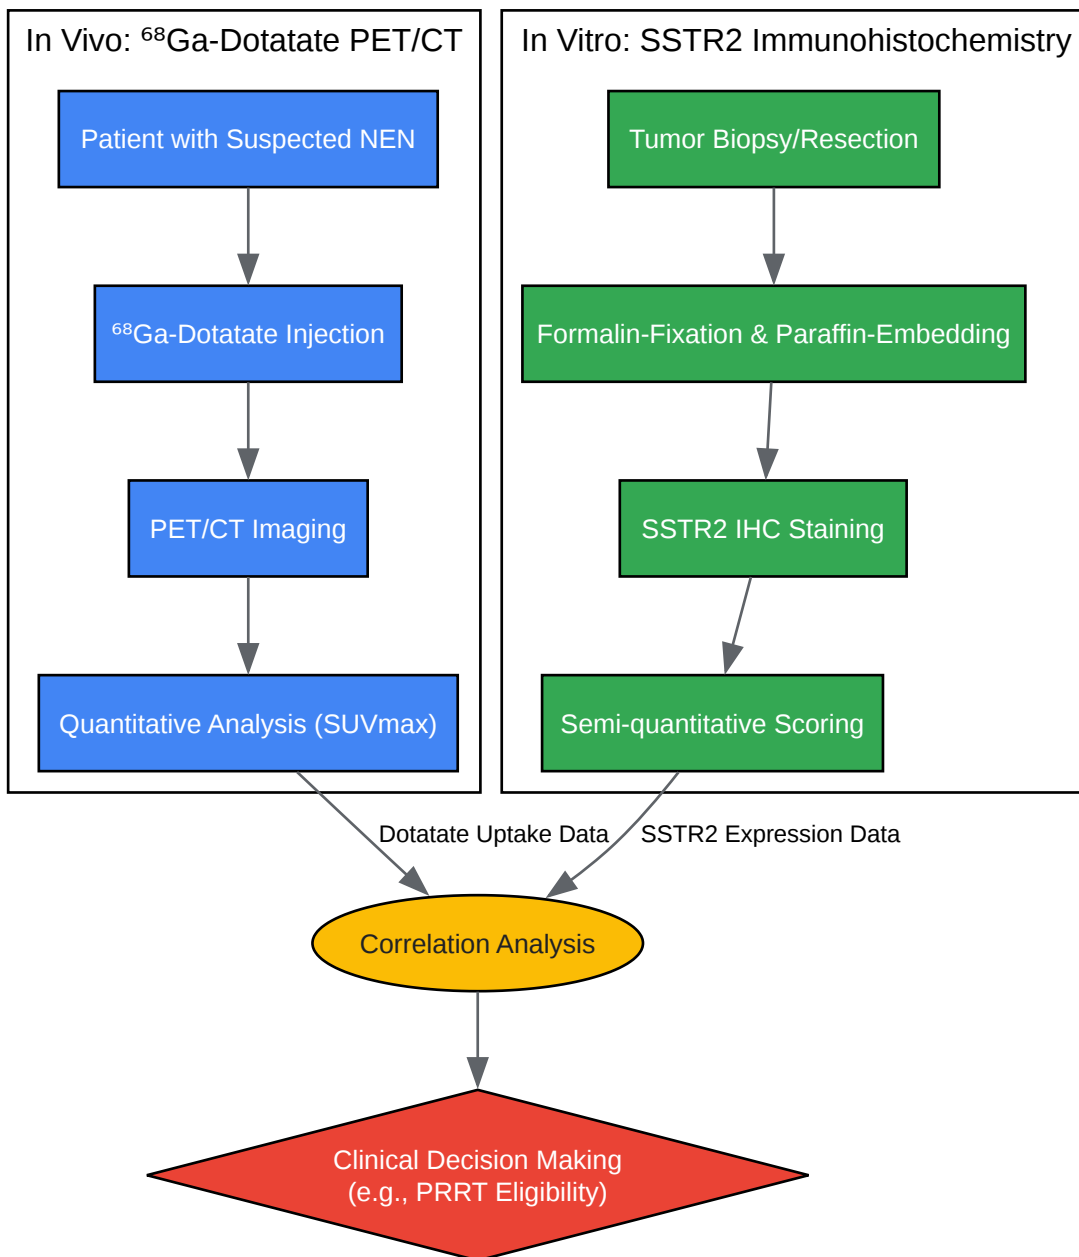 In Vivo: ⁶⁸Ga-Dotatate PET/CT
Patient with Suspected NEN
⁶⁸Ga-Dotatate Injection
PET/CT Imaging
Quantitative Analysis (SUVmax)
In Vitro: SSTR2 Immunohistochemistry
Tumor Biopsy/Resection
Formalin-Fixation & Paraffin-Embedding
SSTR2 IHC Staining
Semi-quantitative Scoring
Dotatate Uptake Data
SSTR2 Expression Data
Correlation Analysis
Clinical Decision Making
(e.g., PRRT Eligibility)